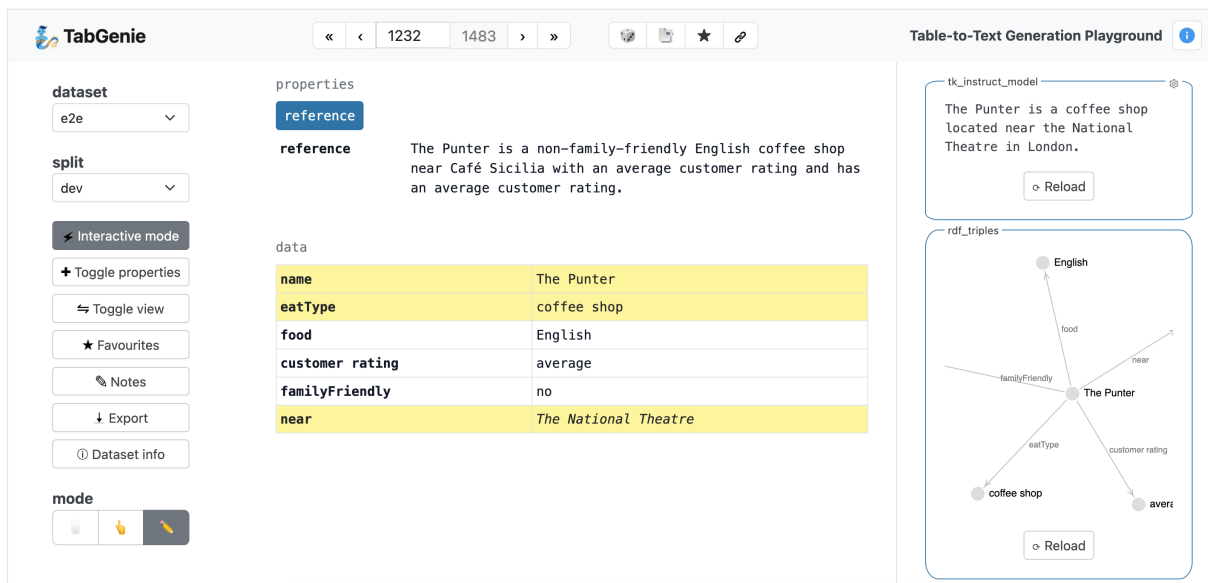 TabGenie
« ‹ 1232 1483 › »
Table-to-Text Generation Playground
dataset
e2e
split
dev
Interactive mode
Toggle properties
Toggle view
Favourites
Notes
Export
Dataset info
mode
properties
reference
reference The Punter is a non-family-friendly English coffee shop
near Café Sicilia with an average customer rating and has
an average customer rating.
data
name The Punter
eatType coffee shop
food English
customer rating average
familyFriendly no
near The National Theatre
tk_instruct_model
The Punter is a coffee shop
located near the National
Theatre in London.
Reload
rdf_triples
English
food
near
familyFriendly
The Punter
eatType
customer rating
coffee shop
avera
Reload